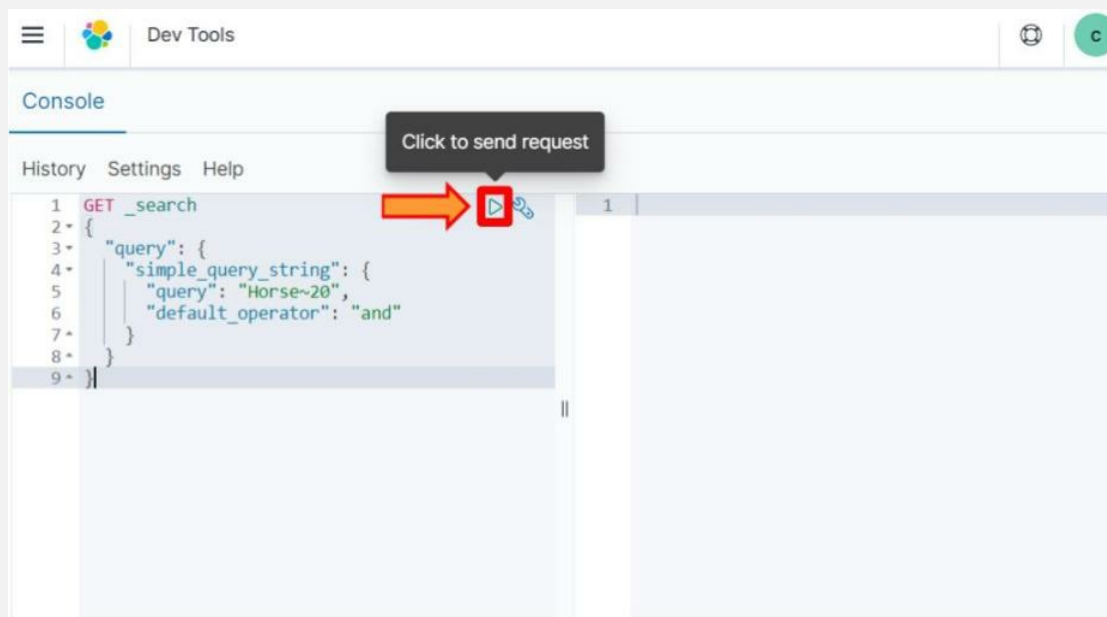 Dev Tools
C
Console
Click to send request
History Settings Help
1 GET _search
2 {
3 "query": {
4 "simple_query_string": {
5 "query": "Horse~20",
6 "default_operator": "and"
7 }
8 }
9 }
1